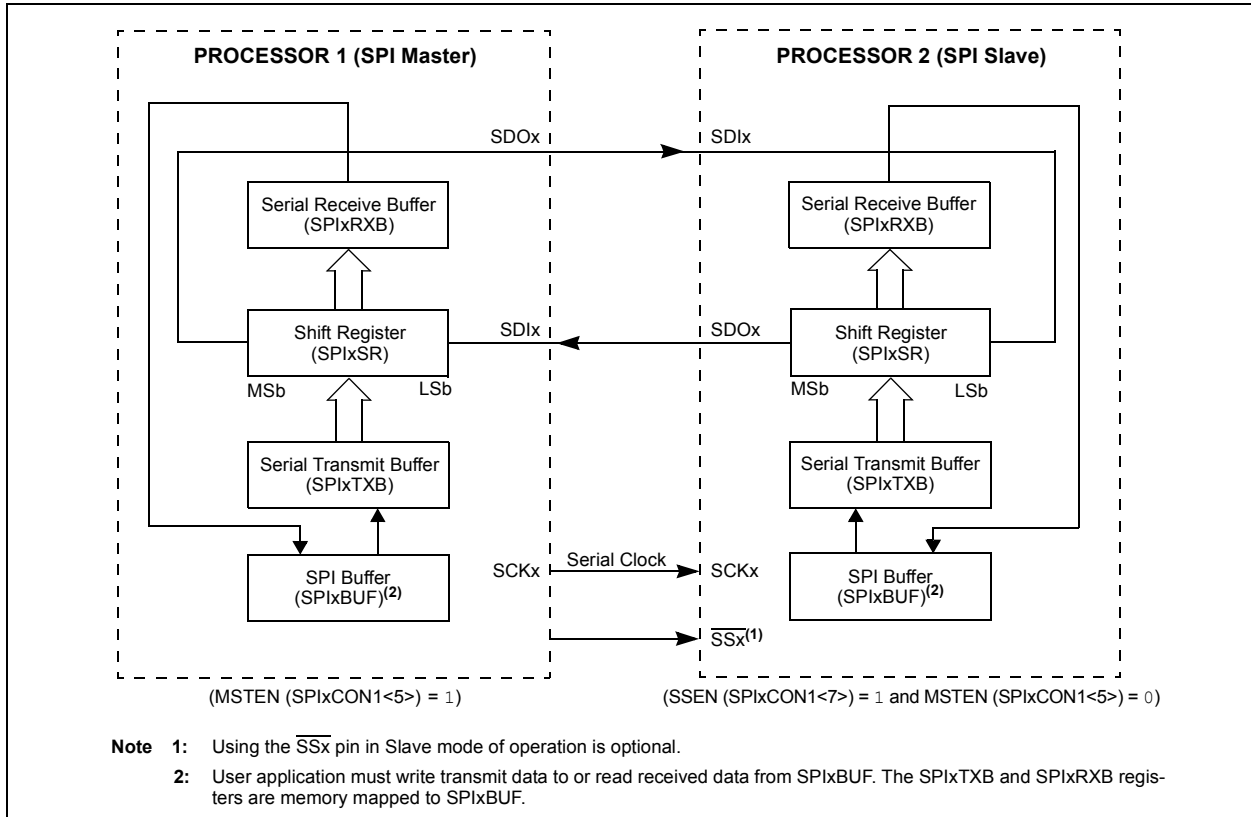 PROCESSOR 1 (SPI Master)
PROCESSOR 2 (SPI Slave)
SDOx
SDIx
Serial Receive Buffer
(SPIxRXB)
Serial Receive Buffer
(SPIxRXB)
Shift Register
(SPIxSR)
SDIx
SDOx
Shift Register
(SPIxSR)
MSb
LSb
MSb
LSb
Serial Transmit Buffer
(SPIxTXB)
Serial Transmit Buffer
(SPIxTXB)
SPI Buffer
(SPIxBUF)(2)
SCKx
Serial Clock
SCKx
SPI Buffer
(SPIxBUF)(2)
SSx(1)
(MSTEN (SPIxCON1<5>) = 1)
(SSEN (SPIxCON1<7>) = 1 and MSTEN (SPIxCON1<5>) = 0)
Note 1: Using the SSx pin in Slave mode of operation is optional.
2: User application must write transmit data to or read received data from SPIxBUF. The SPIxTXB and SPIxRXB regis-
ters are memory mapped to SPIxBUF.